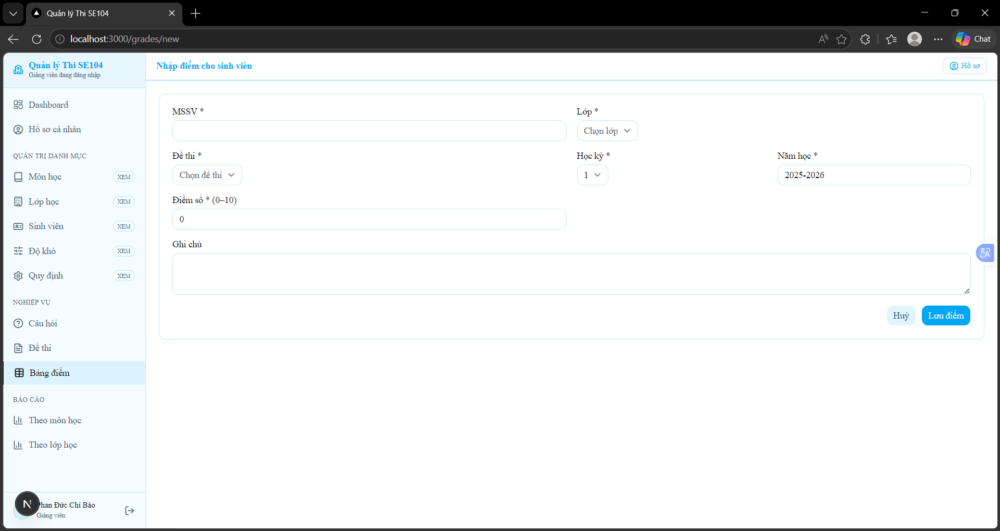 Quản lý Thi SE104
localhost:3000/grades/new
Chat
Quản lý Thi SE104
Giảng viên đang đăng nhập
Nhập điểm cho sinh viên
Hồ sơ
Dashboard
Hồ sơ cá nhân
QUẢN TRỊ DANH MỤC
Môn học XEM
Lớp học XEM
Sinh viên XEM
Độ khó XEM
Quy định XEM
NGHIỆP VỤ
Câu hỏi
Đề thi
Bảng điểm
BÁO CÁO
Theo môn học
Theo lớp học
N
Phan Đức Chí Bảo
Giảng viên
MSSV *
Lớp *
Chọn lớp
Đề thi *
Học kỳ *
Năm học *
Chọn đề thi
1
2025-2026
Điểm số * (0–10)
0
Ghi chú
Huỷ
Lưu điểm